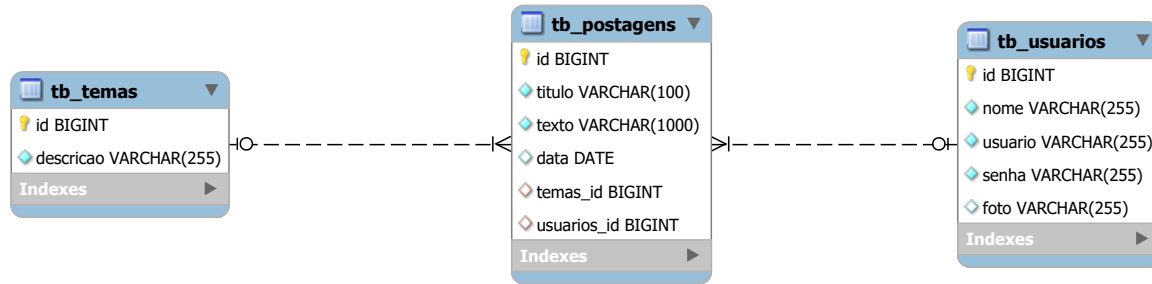 tb_temas
id BIGINT
descricao VARCHAR(255)
Indexes
tb_postagens
id BIGINT
titulo VARCHAR(100)
texto VARCHAR(1000)
data DATE
temas_id BIGINT
usuarios_id BIGINT
Indexes
tb_usuarios
id BIGINT
nome VARCHAR(255)
usuario VARCHAR(255)
senha VARCHAR(255)
foto VARCHAR(255)
Indexes